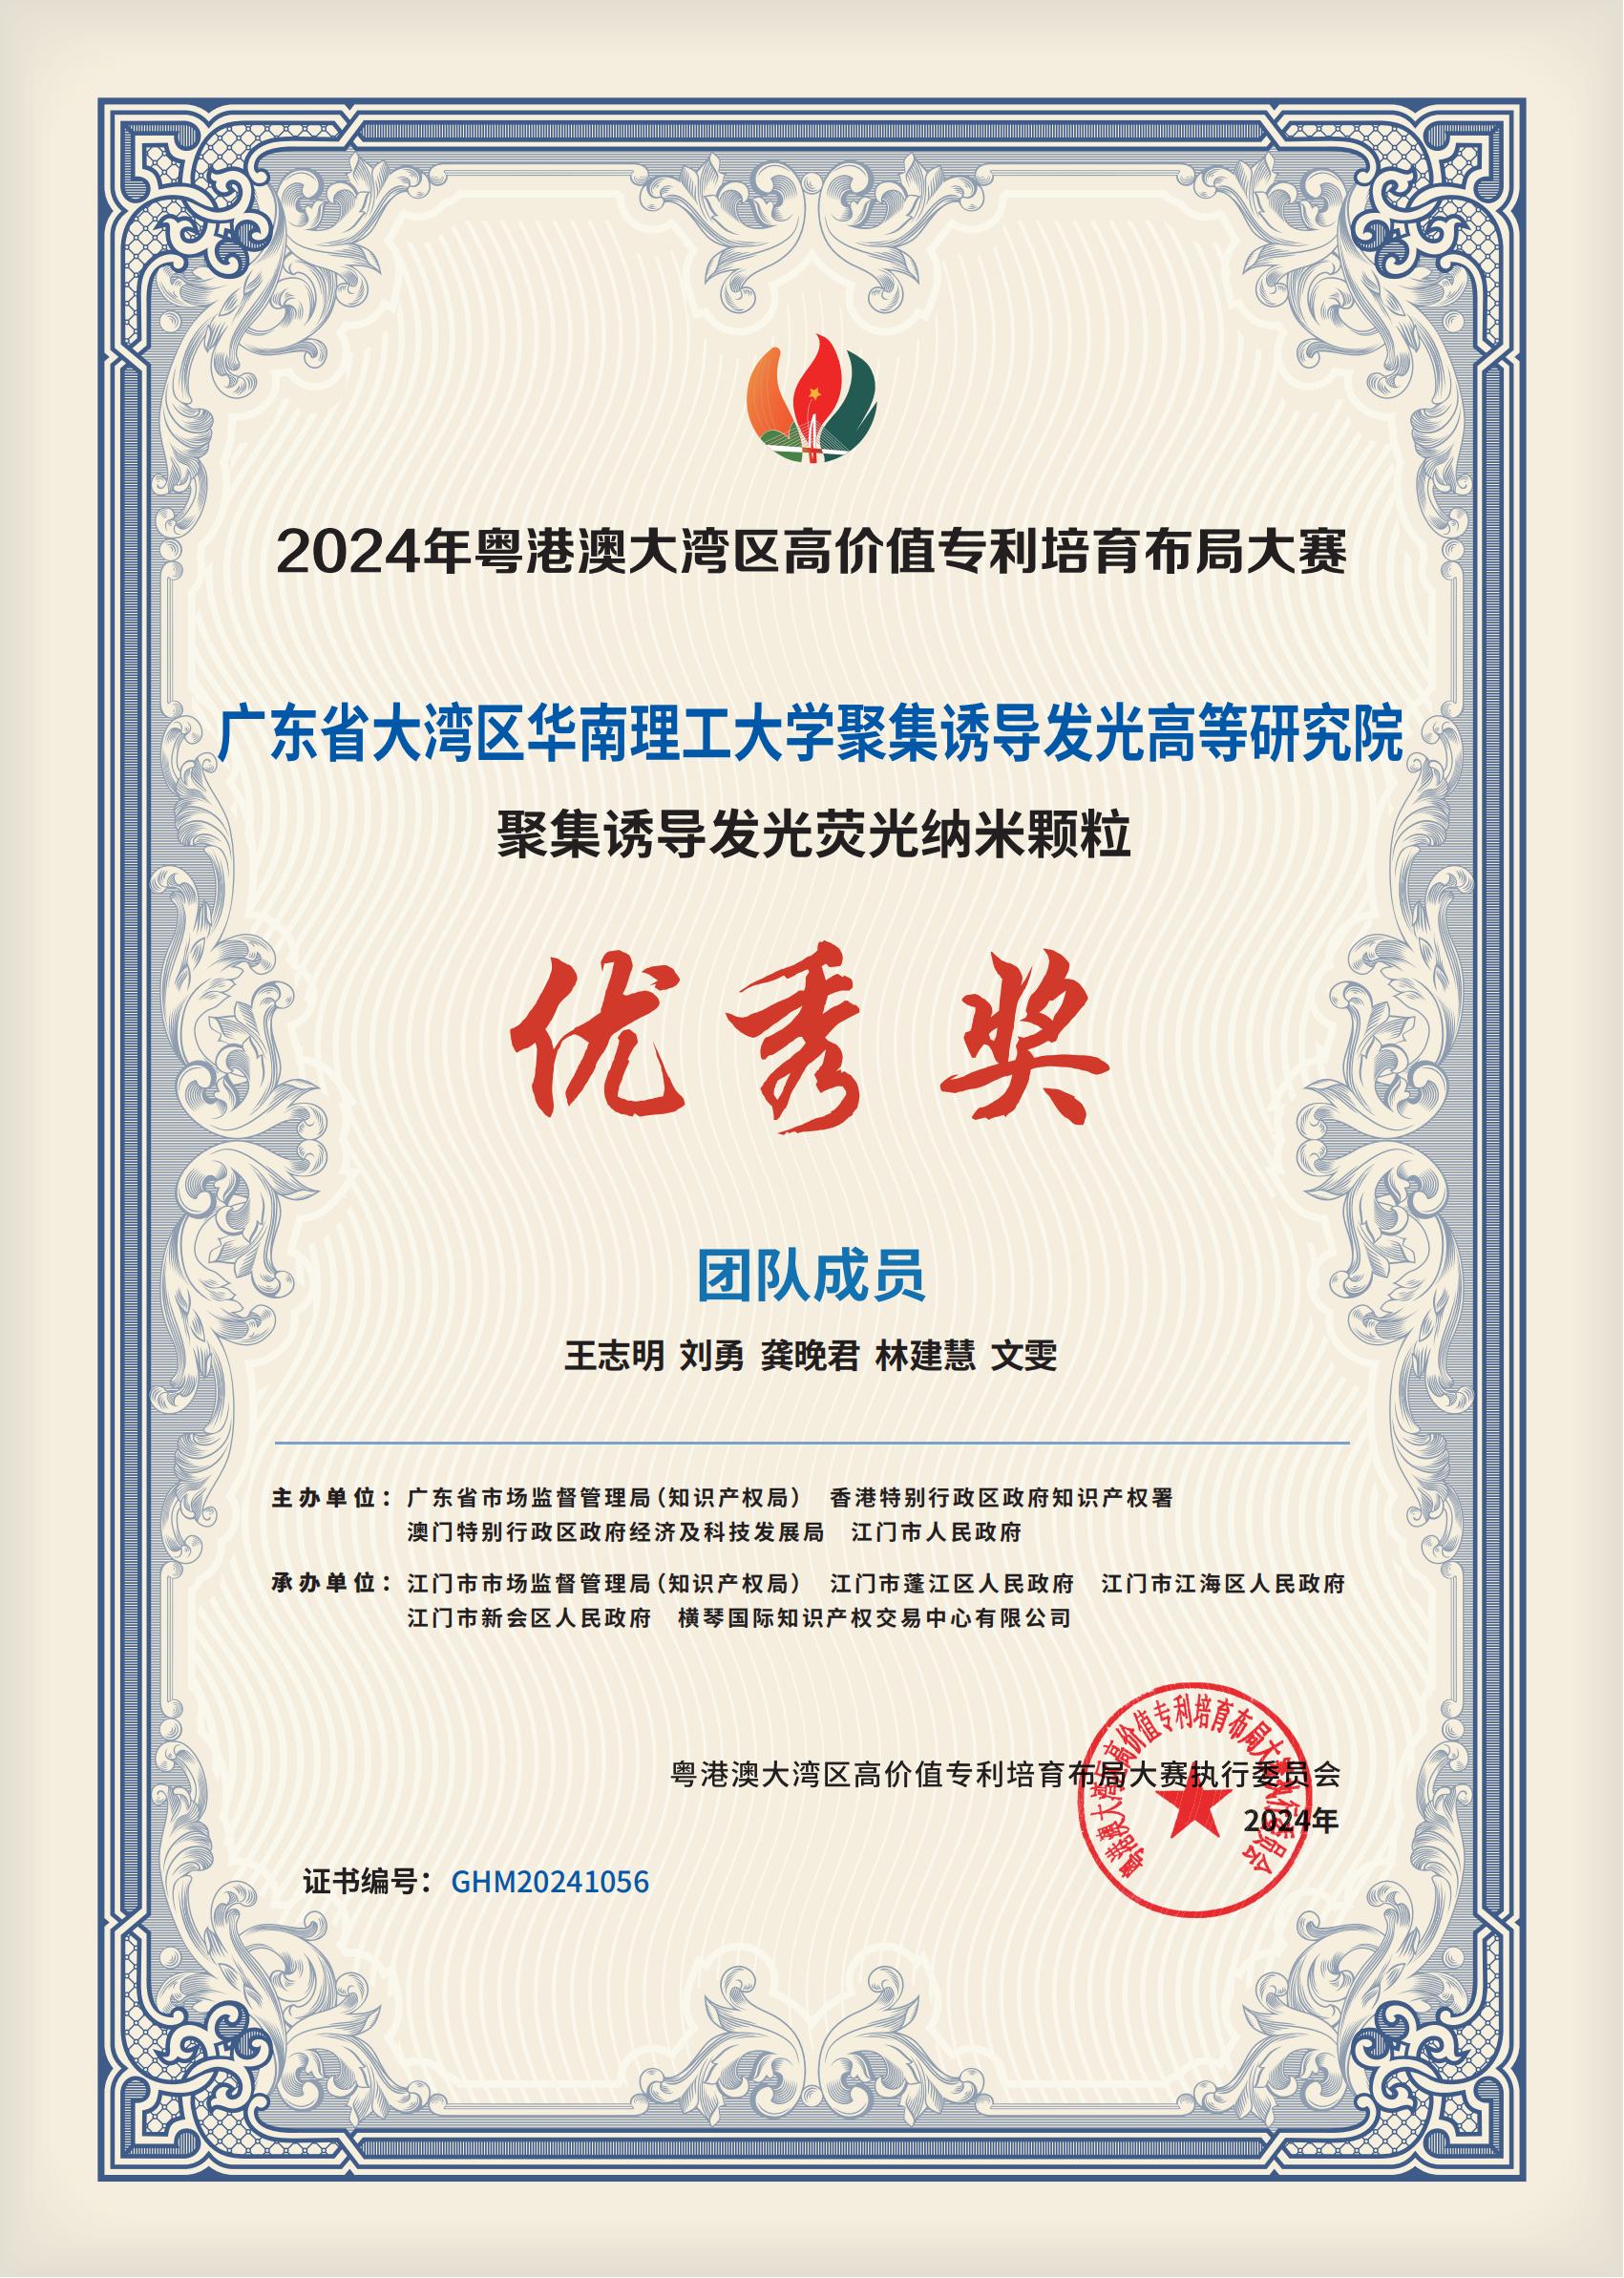 2024年粤港澳大湾区高价值专利培育布局大赛
广东省大湾区华南理工大学聚集诱导发光高等研究院
聚集诱导发光荧光纳米颗粒
优秀奖
团队成员
王志明 刘勇 龚晚君 林建慧 文雯
主办单位：广东省市场监督管理局（知识产权局） 香港特别行政区政府知识产权署
澳门特别行政区政府经济及科技发展局 江门市人民政府
承办单位：江门市市场监督管理局（知识产权局） 江门市蓬江区人民政府 江门市江海区人民政府
江门市新会区人民政府 横琴国际知识产权交易中心有限公司
粤港澳大湾区高价值专利培育布局大赛执行委员会
2024年
粤港澳大湾区高价值专利培育布局大赛执行委员会
证书编号：GHM20241056